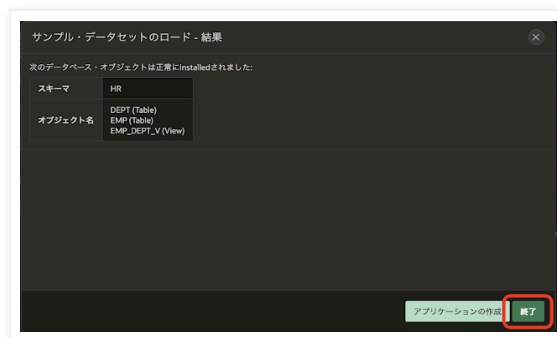 サンプル・データセットのロード - 結果
次のデータベース・オブジェクトは正常にinstalledされました:
スキーマ HR
オブジェクト名 DEPT (Table)
EMP (Table)
EMP_DEPT_V (View)
アプリケーションの作成 終了